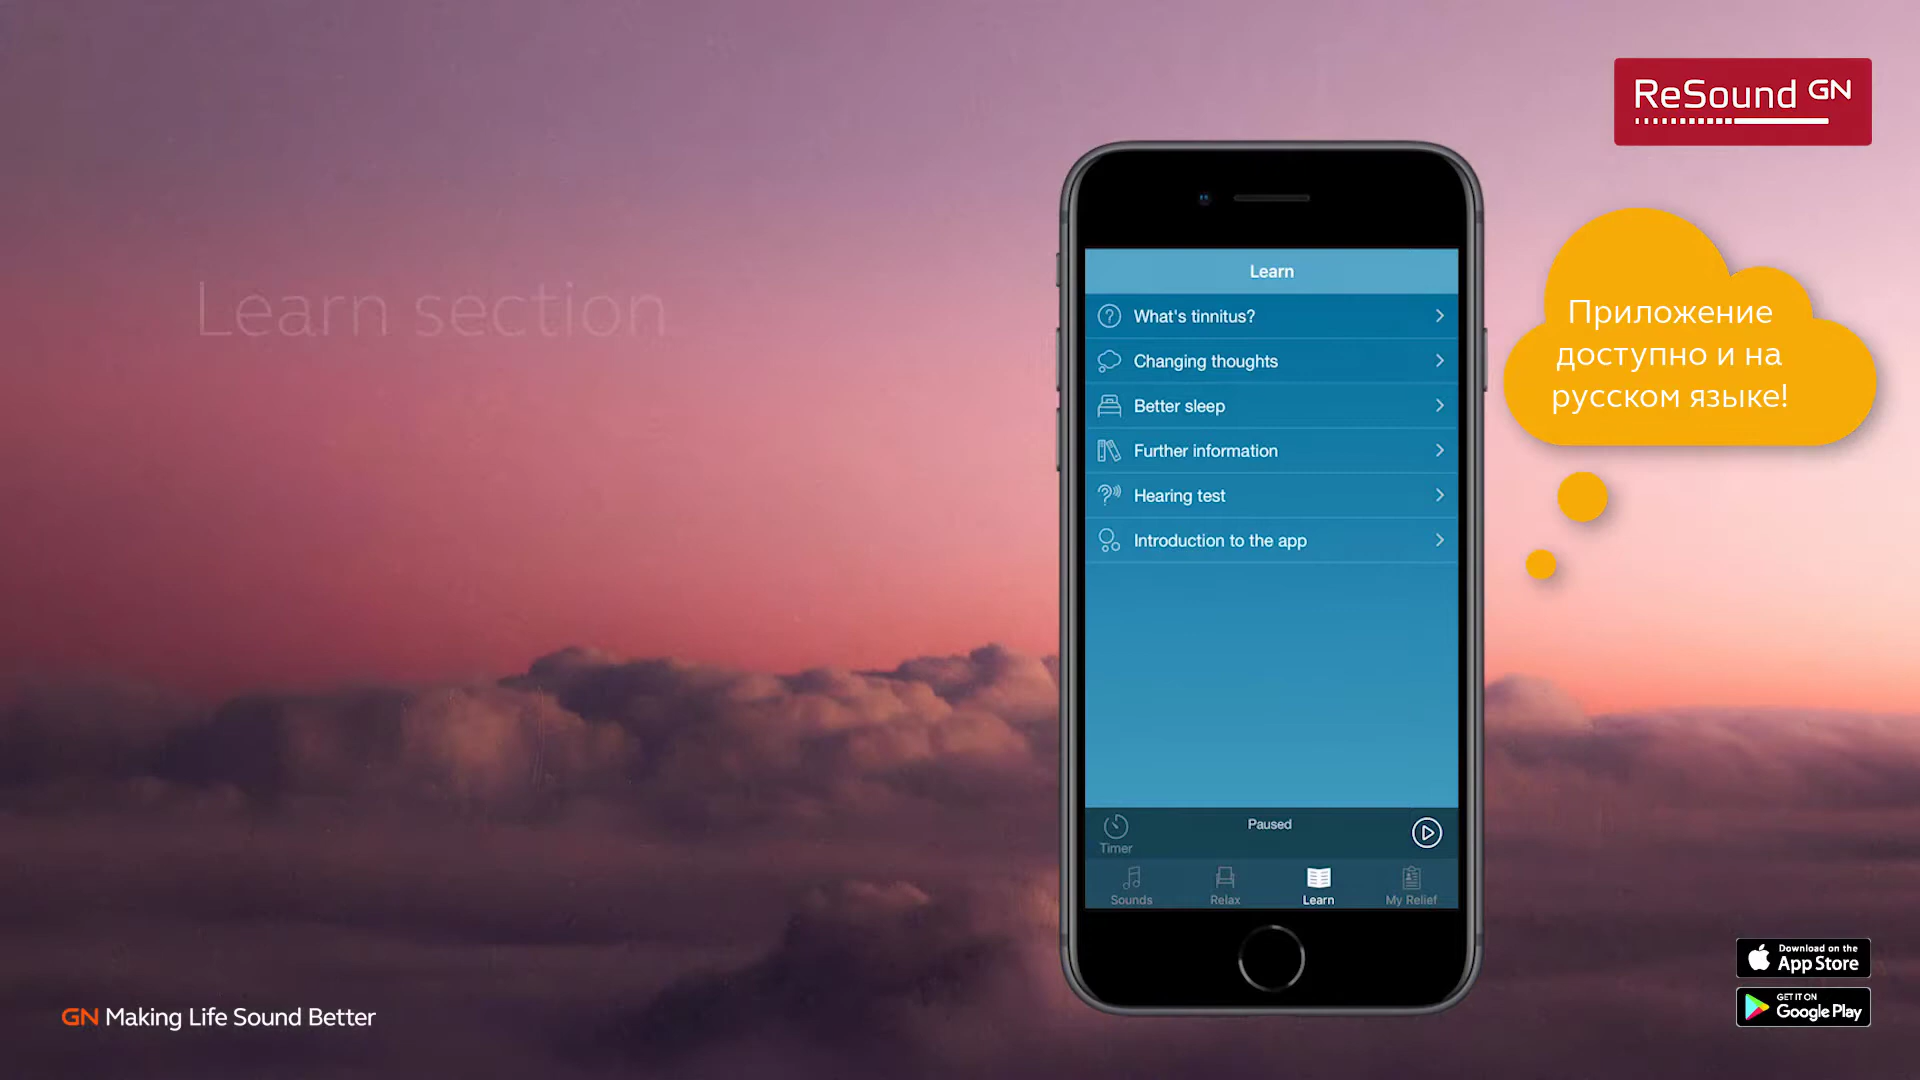 ReSound GN
Learn section
Приложение
доступно и на
русском языке!
Learn
What's tinnitus?
Changing thoughts
Better sleep
Further information
Hearing test
Introduction to the app
Paused
Timer
Sounds
Relax
Learn
My Relief
Download on the
App Store
GET IT ON
Google Play
GN Making Life Sound Better